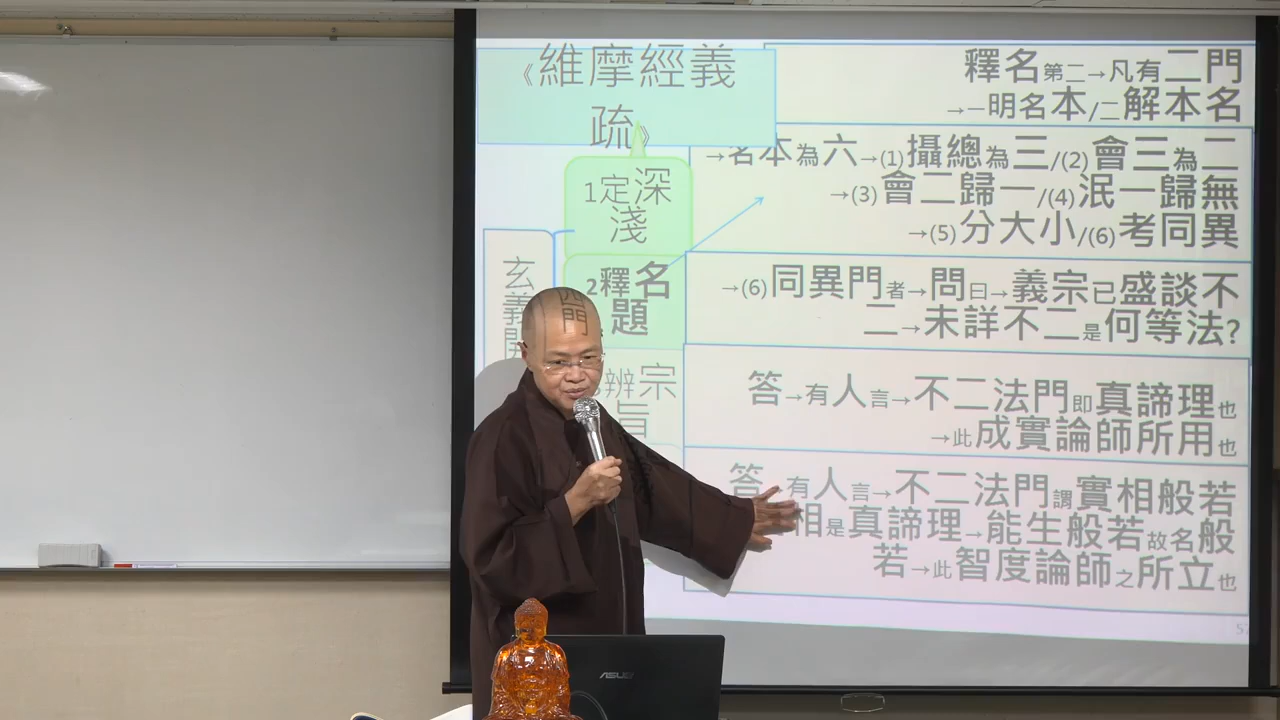 《維摩經義
疏》
釋名第二→凡有二門
→一明名本/二解本名
1定深
淺
→名本為六→(1)攝總為三/(2)會三為二
→(3)會二歸一/(4)泯一歸無
→(5)分大小/(6)考同異
玄
義
開
2釋名
題
四
門
→(6)同異門者→問曰→義宗已盛談不
二→未詳不二是何等法?
辨宗
旨
答→有人言→不二法門即真諦理也
→此成實論師所用也
答→有人言→不二法門謂實相般若
相是真諦理→能生般若故名般
若→此智度論師之所立也
ASUS